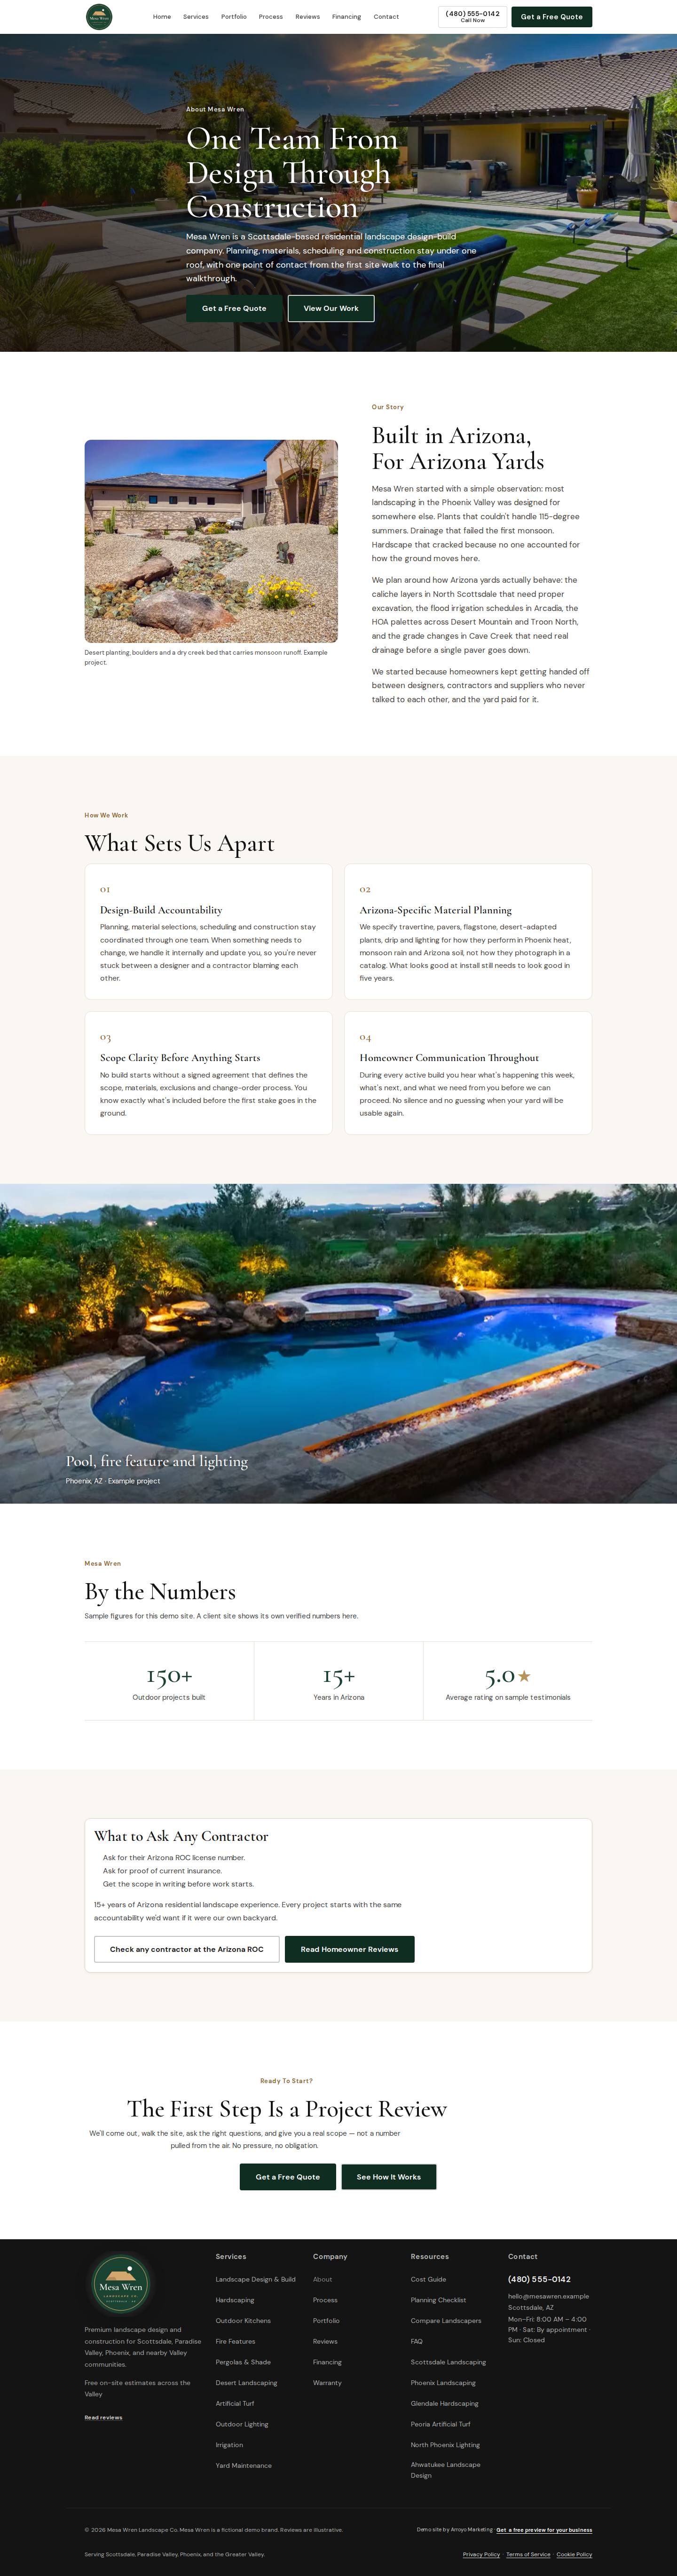 Mesa Wren
Home Services Portfolio Process Reviews Financing Contact
(480) 555-0142
Call Now
Get a Free Quote
About Mesa Wren
One Team From
Design Through
Construction
Mesa Wren is a Scottsdale-based residential landscape design-build
company. Planning, materials, scheduling and construction stay under one
roof, with one point of contact from the first site walk to the final
walkthrough.
Get a Free Quote
View Our Work
Our Story
Built in Arizona,
For Arizona Yards
Mesa Wren started with a simple observation: most
landscaping in the Phoenix Valley was designed for
somewhere else. Plants that couldn't handle 115-degree
summers. Drainage that failed the first monsoon.
Hardscape that cracked because no one accounted for
how the ground moves here.
We plan around how Arizona yards actually behave: the
caliche layers in North Scottsdale that need proper
excavation, the flood irrigation schedules in Arcadia, the
HOA palettes across Desert Mountain and Troon North,
and the grade changes in Cave Creek that need real
drainage before a single paver goes down.
We started because homeowners kept getting handed off
between designers, contractors and suppliers who never
talked to each other, and the yard paid for it.
Desert planting, boulders and a dry creek bed that carries monsoon runoff. Example
project.
How We Work
What Sets Us Apart
01
Design-Build Accountability
Planning, material selections, scheduling and construction stay
coordinated through one team. When something needs to
change, we handle it internally and update you, so you're never
stuck between a designer and a contractor blaming each
other.
02
Arizona-Specific Material Planning
We specify travertine, pavers, flagstone, desert-adapted
plants, drip and lighting for how they perform in Phoenix heat,
monsoon rain and Arizona soil, not how they photograph in a
catalog. What looks good at install still needs to look good in
five years.
03
Scope Clarity Before Anything Starts
No build starts without a signed agreement that defines the
scope, materials, exclusions and change-order process. You
know exactly what's included before the first stake goes in the
ground.
04
Homeowner Communication Throughout
During every active build you hear what's happening this week,
what's next, and what we need from you before we can
proceed. No silence and no guessing when your yard will be
usable again.
Pool, fire feature and lighting
Phoenix, AZ · Example project
Mesa Wren
By the Numbers
Sample figures for this demo site. A client site shows its own verified numbers here.
150+
Outdoor projects built
15+
Years in Arizona
5.0★
Average rating on sample testimonials
What to Ask Any Contractor
Ask for their Arizona ROC license number.
Ask for proof of current insurance.
Get the scope in writing before work starts.
15+ years of Arizona residential landscape experience. Every project starts with the same
accountability we'd want if it were our own backyard.
Check any contractor at the Arizona ROC
Read Homeowner Reviews
Ready To Start?
The First Step Is a Project Review
We'll come out, walk the site, ask the right questions, and give you a real scope — not a number
pulled from the air. No pressure, no obligation.
Get a Free Quote
See How It Works
Mesa Wren
LANDSCAPE CO.
Premium landscape design and
construction for Scottsdale, Paradise
Valley, Phoenix, and nearby Valley
communities.
Free on-site estimates across the
Valley
Read reviews
Services
Landscape Design & Build
Hardscaping
Outdoor Kitchens
Fire Features
Pergolas & Shade
Desert Landscaping
Artificial Turf
Outdoor Lighting
Irrigation
Yard Maintenance
Company
About
Process
Portfolio
Reviews
Financing
Warranty
Resources
Cost Guide
Planning Checklist
Compare Landscapers
FAQ
Scottsdale Landscaping
Phoenix Landscaping
Glendale Hardscaping
Peoria Artificial Turf
North Phoenix Lighting
Ahwatukee Landscape
Design
Contact
(480) 555-0142
hello@mesawren.example
Scottsdale, AZ
Mon–Fri: 8:00 AM – 4:00
PM · Sat: By appointment ·
Sun: Closed
© 2026 Mesa Wren Landscape Co. Mesa Wren is a fictional demo brand. Reviews are illustrative.
Demo site by Arroyo Marketing · Get a free preview for your business
Serving Scottsdale, Paradise Valley, Phoenix, and the Greater Valley.
Privacy Policy · Terms of Service · Cookie Policy